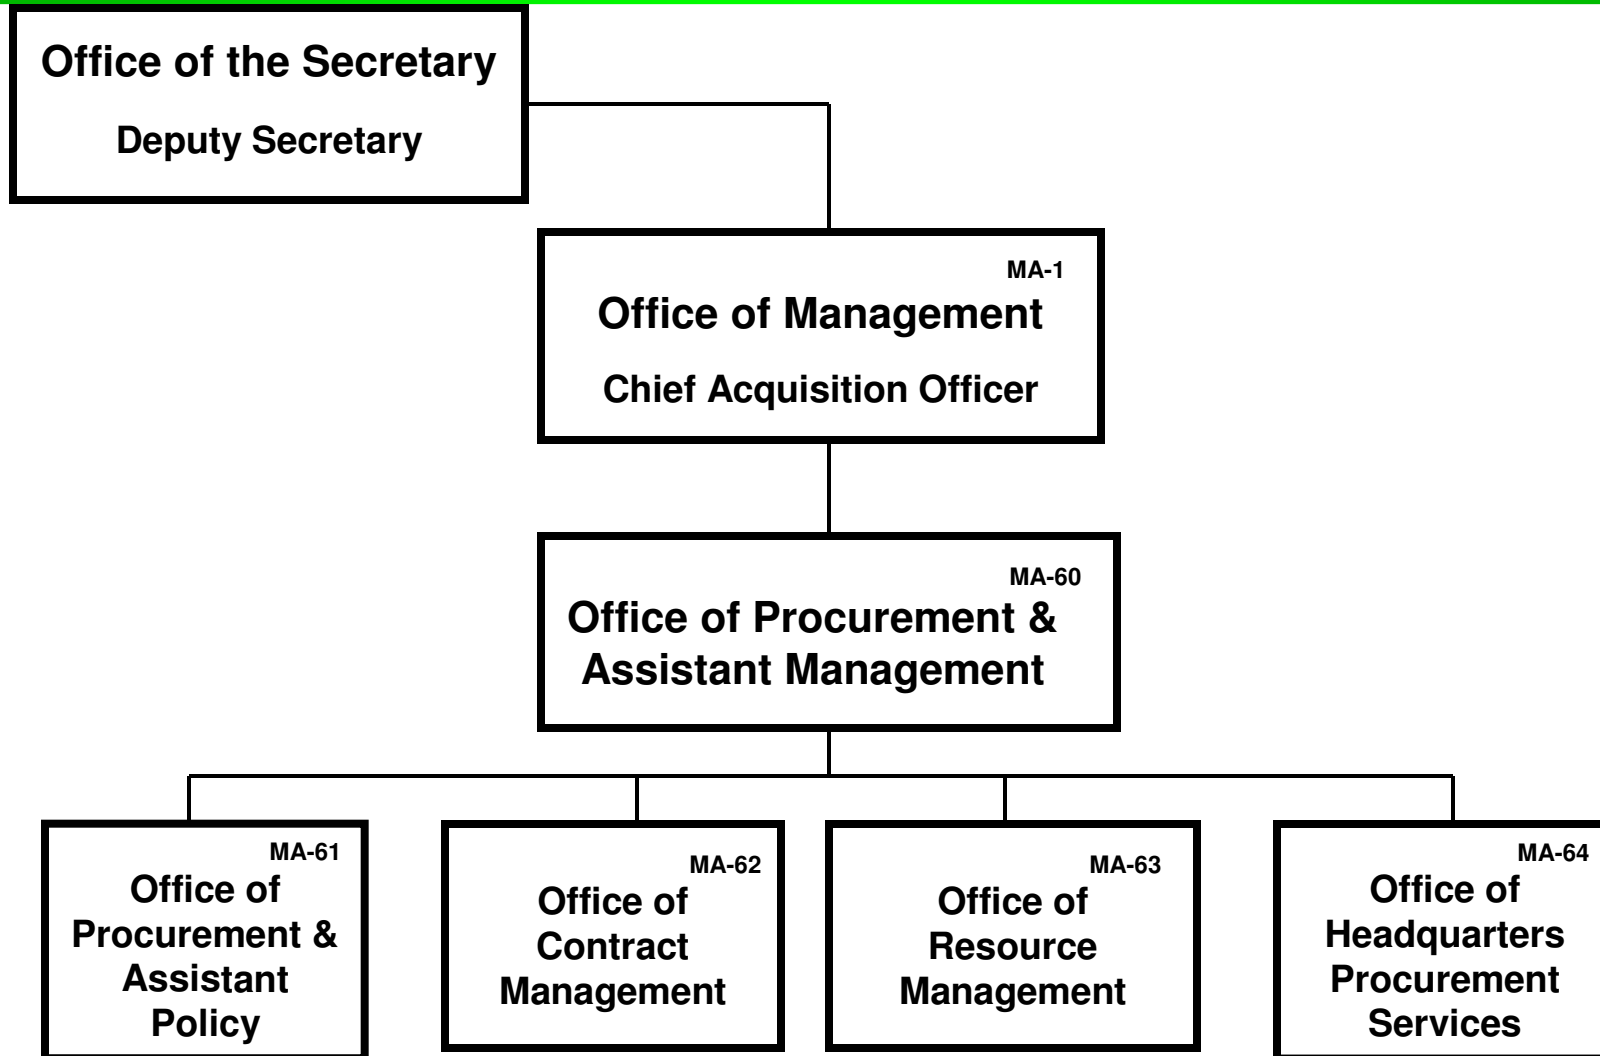 Office of the Secretary
Deputy Secretary
MA-1
Office of Management
Chief Acquisition Officer
MA-60
Office of Procurement &
Assistant Management
MA-61
Office of
Procurement &
Assistant
Policy
MA-62
Office of
Contract
Management
MA-63
Office of
Resource
Management
MA-64
Office of
Headquarters
Procurement
Services